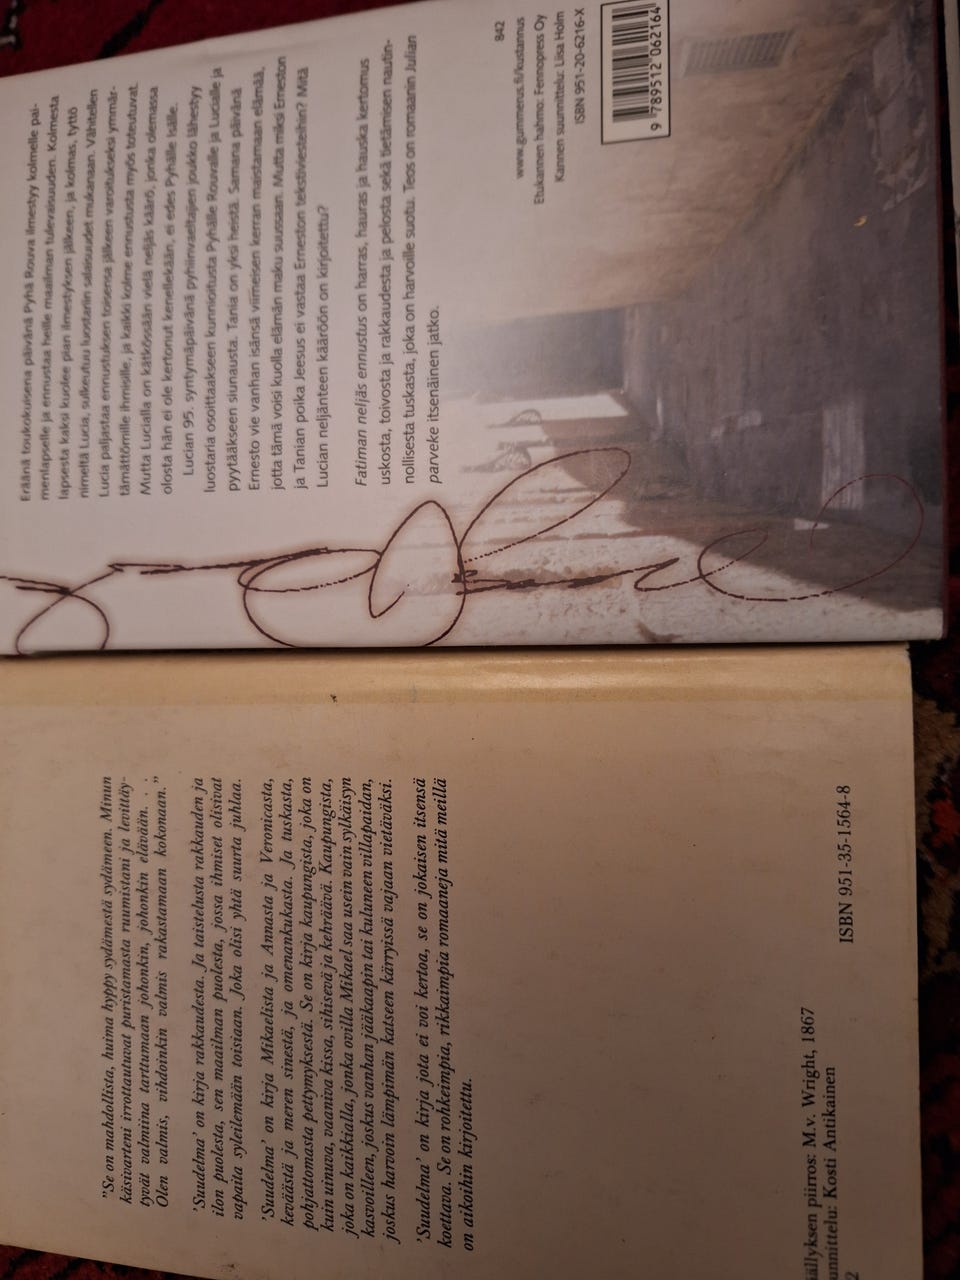 Eräänä toukokuisena päivänä Pyhä Rouva ilmestyy kolmelle pai-
menlapselle ja ennustaa heille maailman tulevaisuuden. Kolmesta
lapsesta kaksi kuolee pian ilmestyksen jälkeen, ja kolmas, tyttö
nimeltä Lucia, sulkeutuu luostariin salaisuudet mukanaan. Vähitellen
Lucia paljastaa ennustuksen toisensa jälkeen varoitukseksi ymmär-
tämättömille ihmisille, ja kaikki kolme ennustusta myös toteutuvat.
Mutta Lucialla on kätkössään vielä neljäs käärö, jonka olemassa
olosta hän ei ole kertonut kenellekään, ei edes Pyhälle Isälle.
Lucian 95. syntymäpäivänä pyhiinvaeltajien joukko lähestyy
luostaria osoittaakseen kunnioitusta Pyhälle Rouvalle ja Lucialle ja
pyytääkseen siunausta. Tania on yksi heistä. Samana päivänä
Ernesto vie vanhan isänsä viimeisen kerran maistamaan elämää,
jotta tämä voisi kuolla elämän maku suussaan. Mutta miksi Erneston
ja Tanian poika Jeesus ei vastaa Erneston tekstiviesteihin? Mitä
Lucian neljänteen kääröön on kirjoitettu?
Fatiman neljäs ennustus on harras, hauras ja hauska kertomus
uskosta, toivosta ja rakkaudesta ja pelosta sekä tietämisen nautin-
nollisesta tuskasta, joka on harvoille suotu. Teos on romaanin Julian
parveke itsenäinen jatko.
842
www.gummerus.fi/kustannus
Etukannen hahmo: Fennopress Oy
Kannen suunnittelu: Liisa Holm
ISBN 951-20-6216-X
9 789512 062164
"Se on mahdollista, huima hyppy sydämestä sydämeen. Minun
käsivarteni irrottautuvat puristamasta ruumistani ja levittäy-
tyvät valmiina tarttumaan johonkin, johonkin elävään. . .
Olen valmis, vihdoinkin valmis rakastamaan kokonaan."
'Suudelma' on kirja rakkaudesta. Ja taistelusta rakkauden ja
ilon puolesta, sen maailman puolesta, jossa ihmiset olisivat
vapaita syleilemään toisiaan. Joka olisi yhtä suurta juhlaa.
'Suudelma' on kirja Mikaelista ja Annasta ja Veronicasta,
keväästä ja meren sinestä, ja omenankukasta. Ja tuskasta,
pohjattomasta pettymyksestä. Se on kirja kaupungista, joka on
kuin uinuva, vaaniva kissa, sihisevä ja kehräävä. Kaupungista,
joka on kaikkialla, jonka ovilla Mikael saa usein vain sylkäisyn
kasvoilleen, joskus vanhan jääkaapin tai kuluneen villapaidan,
joskus harvoin lämpimän katseen kärryissä vajaan vietäväksi.
'Suudelma' on kirja jota ei voi kertoa, se on jokaisen itsensä
koettava. Se on rohkeimpia, rikkaimpia romaaneja mitä meillä
on aikoihin kirjoitettu.
ällyksen piirros: M.v. Wright, 1867
unnittelu: Kosti Antikainen
2
ISBN 951-35-1564-8